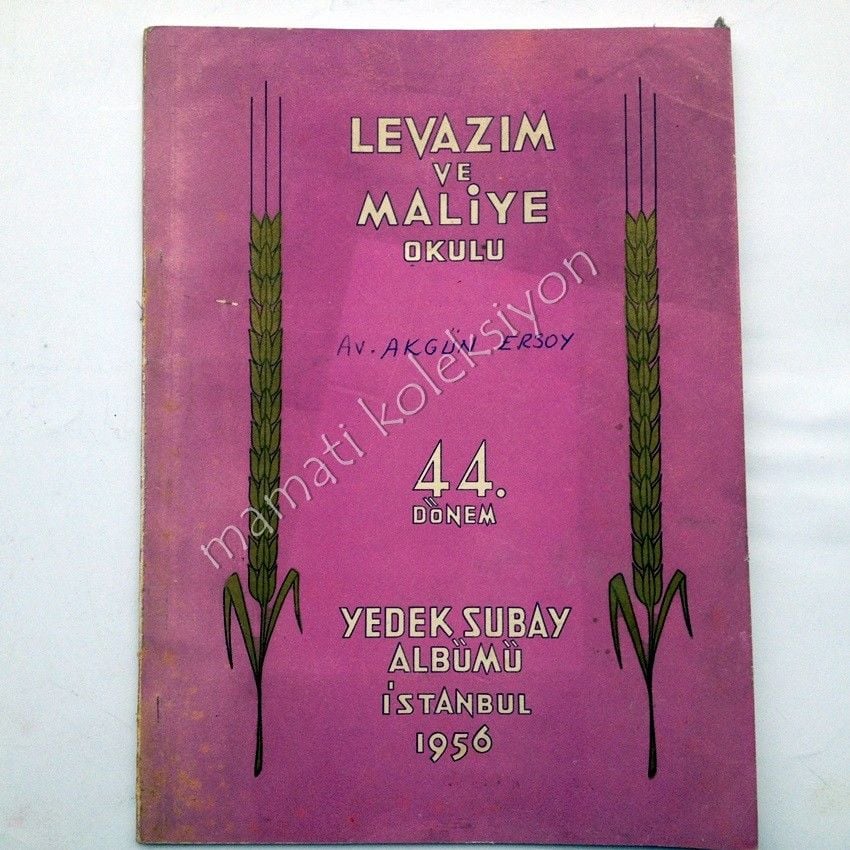 LEVAZIM
VE
MALİYE
OKULU
AV. AKGÜN ERSOY
mamati koleksiyon
44.
DÖNEM
YEDEK SUBAY
ALBÜMÜ
İSTANBUL
1956